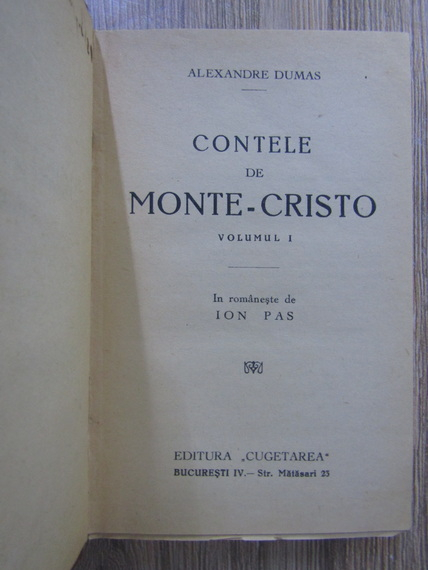 ALEXANDRE DUMAS
CONTELE
DE
MONTE-CRISTO
VOLUMUL I
In românește de
ION PAS
EDITURA „CUGETAREA"
BUCUREȘTI IV.— Str. Mătăsari 23